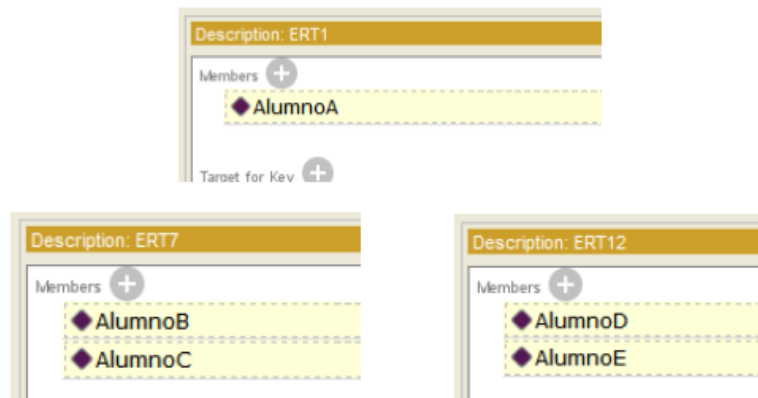 Description: ERT1
Members
AlumnoA
Target for Key
Description: ERT7
Members
AlumnoB
AlumnoC
Description: ERT12
Members
AlumnoD
AlumnoE